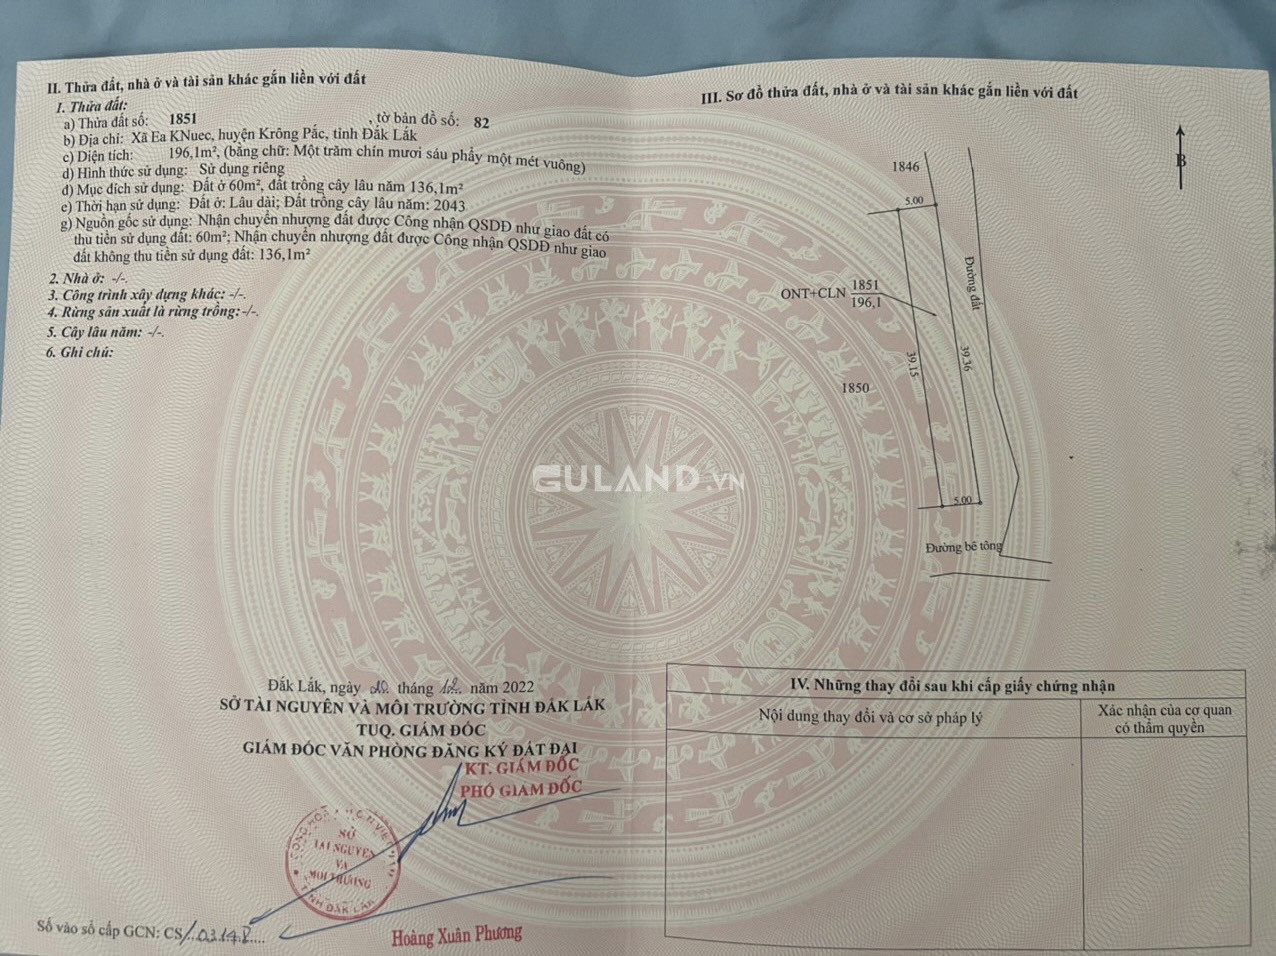 II. Thửa đất, nhà ở và tài sản khác gắn liền với đất
1. Thửa đất:
a) Thửa đất số: 1851 , tờ bản đồ số: 82
b) Địa chỉ: Xã Ea KNuec, huyện Krông Pắc, tỉnh Đắk Lắk
c) Diện tích: 196,1m², (bằng chữ: Một trăm chín mươi sáu phẩy một mét vuông)
d) Hình thức sử dụng: Sử dụng riêng
đ) Mục đích sử dụng: Đất ở 60m², đất trồng cây lâu năm 136,1m²
e) Thời hạn sử dụng: Đất ở: Lâu dài; Đất trồng cây lâu năm: 2043
g) Nguồn gốc sử dụng: Nhận chuyển nhượng đất được Công nhận QSDĐ như giao đất có
thu tiền sử dụng đất: 60m²; Nhận chuyển nhượng đất được Công nhận QSDĐ như giao
đất không thu tiền sử dụng đất: 136,1m²
2. Nhà ở: -/-.
3. Công trình xây dựng khác: -/-.
4. Rừng sản xuất là rừng trồng: -/-.
5. Cây lâu năm: -/-.
6. Ghi chú:
Đắk Lắk, ngày 20 tháng 12 năm 2022
SỞ TÀI NGUYÊN VÀ MÔI TRƯỜNG TỈNH ĐẮK LẮK
TUQ. GIÁM ĐỐC
GIÁM ĐỐC VĂN PHÒNG ĐĂNG KÝ ĐẤT ĐAI
KT. GIÁM ĐỐC
PHÓ GIÁM ĐỐC
SỞ
TÀI NGUYÊN
VÀ
MÔI TRƯỜNG
TỈNH ĐẮK LẮK
Hoàng Xuân Phương
Số vào sổ cấp GCN: CS/.03148....
III. Sơ đồ thửa đất, nhà ở và tài sản khác gắn liền với đất
B
1846
5.00
Đường đất
ONT+CLN 1851
196,1
39.15
39.36
1850
5.00
Đường bê tông
GULAND.VN
IV. Những thay đổi sau khi cấp giấy chứng nhận
Nội dung thay đổi và cơ sở pháp lý
Xác nhận của cơ quan
có thẩm quyền